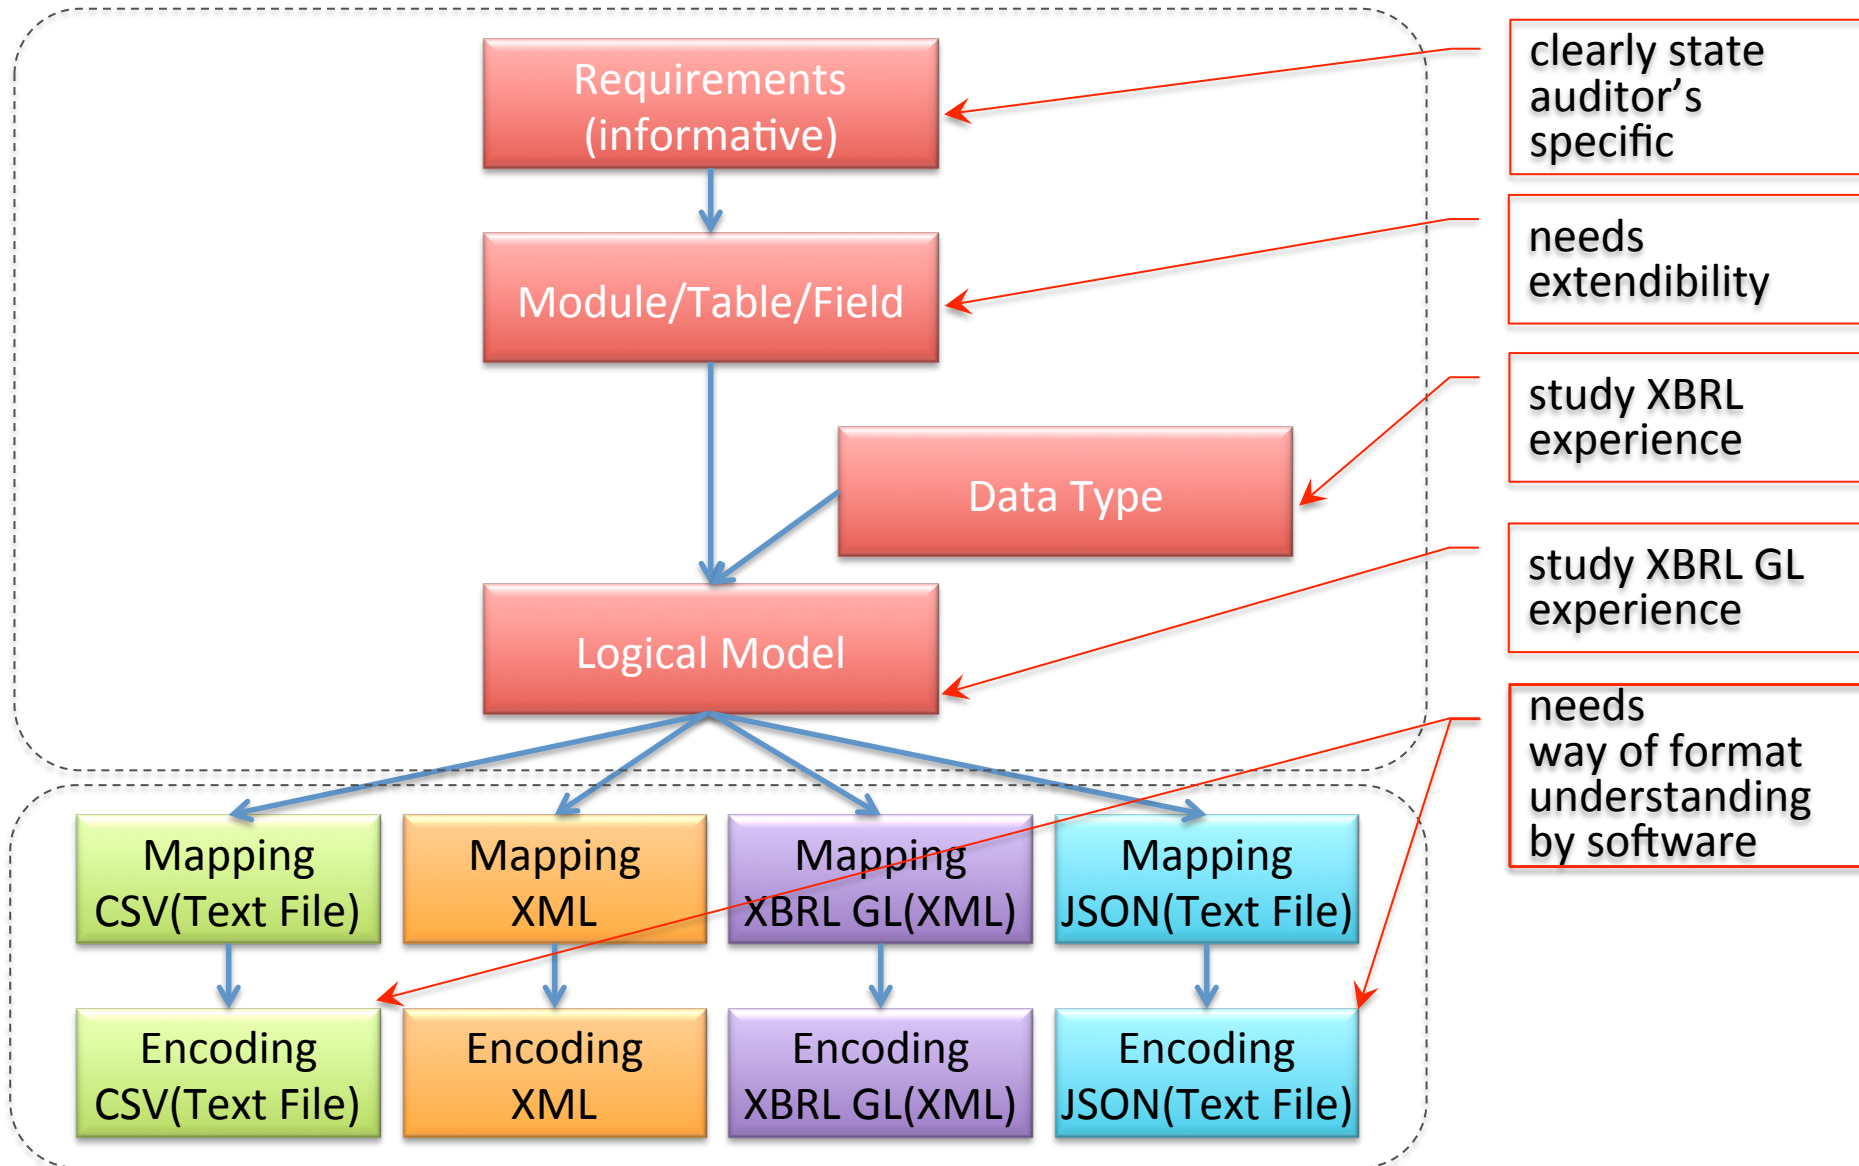 Requirements
(informative)
clearly state
auditor’s
specific
Module/Table/Field
needs
extendibility
Data Type
study XBRL
experience
Logical Model
study XBRL GL
experience
needs
way of format
understanding
by software
Mapping
CSV(Text File)
Mapping
XML
Mapping
XBRL GL(XML)
Mapping
JSON(Text File)
Encoding
CSV(Text File)
Encoding
XML
Encoding
XBRL GL(XML)
Encoding
JSON(Text File)